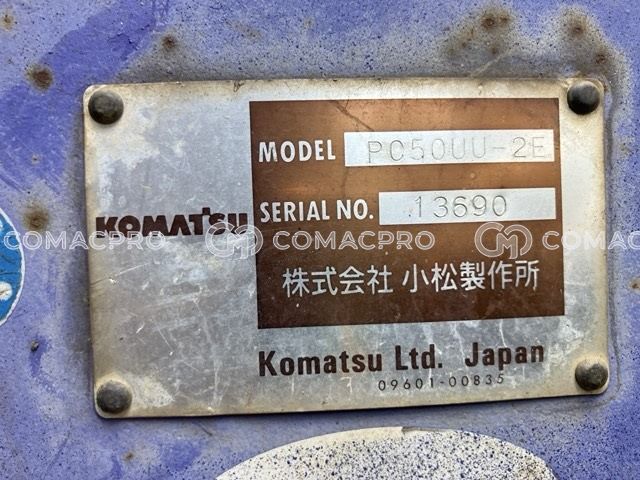 MODEL PC50UU-2E
KOMATSU
SERIAL NO. 13690
COMACPRO COMACPRO COMACPRO
株式会社 小松製作所
Komatsu Ltd. Japan
09601-00835